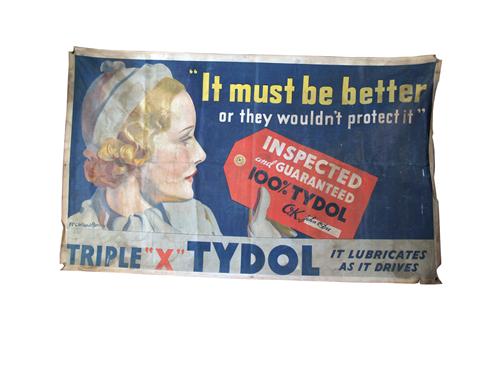 "It must be better
or they wouldn't protect it"
INSPECTED
and GUARANTEED
100% TYDOL
O.K.
TRIPLE "X" TYDOL
IT LUBRICATES
AS IT DRIVES